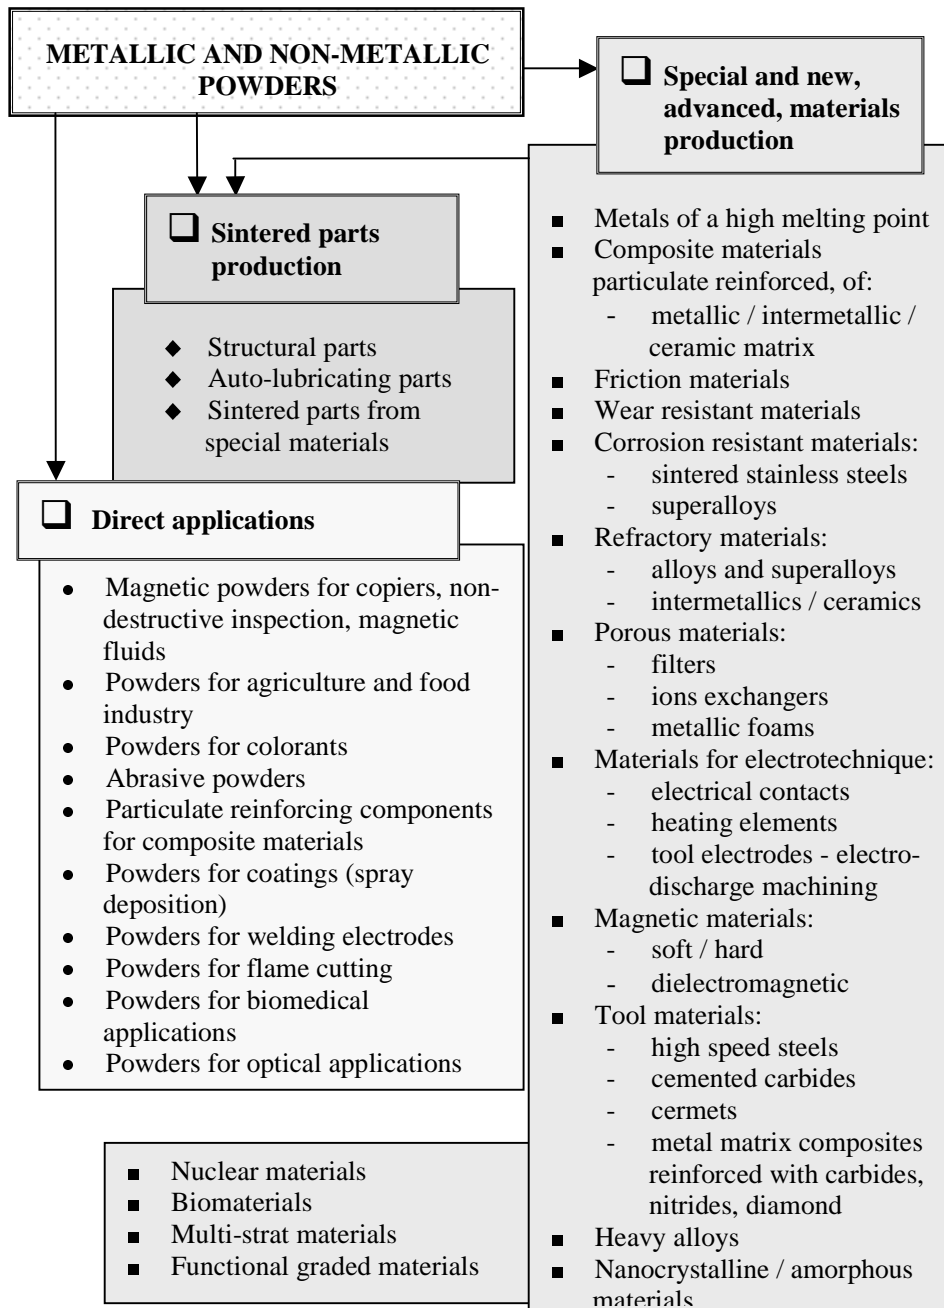 METALLIC AND NON-METALLIC
POWDERS
Special and new,
advanced, materials
production
Sintered parts
production
◆ Structural parts
◆ Auto-lubricating parts
◆ Sintered parts from
special materials
Direct applications
● Magnetic powders for copiers, non-
destructive inspection, magnetic
fluids
● Powders for agriculture and food
industry
● Powders for colorants
● Abrasive powders
● Particulate reinforcing components
for composite materials
● Powders for coatings (spray
deposition)
● Powders for welding electrodes
● Powders for flame cutting
● Powders for biomedical
applications
● Powders for optical applications
■ Metals of a high melting point
■ Composite materials
particulate reinforced, of:
- metallic / intermetallic /
ceramic matrix
■ Friction materials
■ Wear resistant materials
■ Corrosion resistant materials:
- sintered stainless steels
- superalloys
■ Refractory materials:
- alloys and superalloys
- intermetallics / ceramics
■ Porous materials:
- filters
- ions exchangers
- metallic foams
■ Materials for electrotechnique:
- electrical contacts
- heating elements
- tool electrodes - electro-
discharge machining
■ Magnetic materials:
- soft / hard
- dielectromagnetic
■ Tool materials:
- high speed steels
- cemented carbides
- cermets
- metal matrix composites
reinforced with carbides,
nitrides, diamond
■ Heavy alloys
■ Nanocrystalline / amorphous
materials
■ Nuclear materials
■ Biomaterials
■ Multi-strat materials
■ Functional graded materials